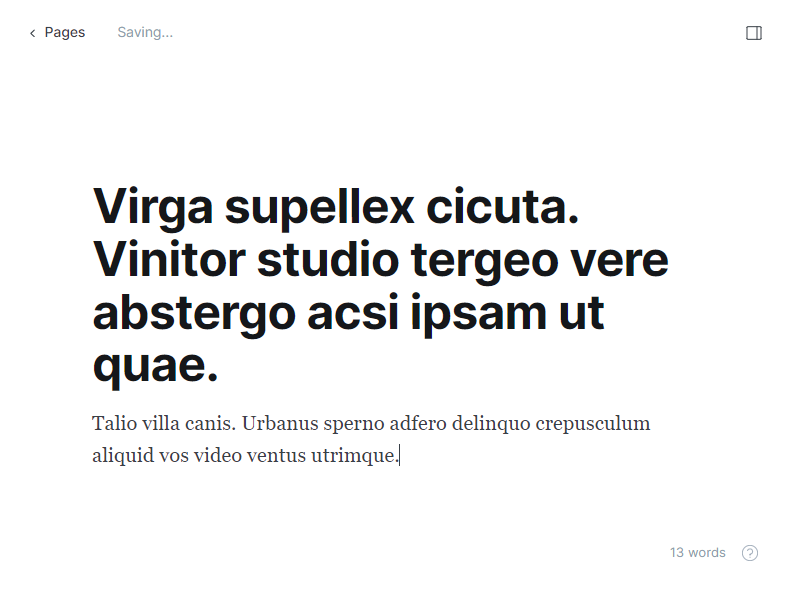 Pages
Saving...
Virga supellex cicuta.
Vinitor studio tergeo vere
abstergo acsi ipsam ut
quae.
Talio villa canis. Urbanus sperno adfero delinquo crepusculum
aliquid vos video ventus utrimque.
13 words
?